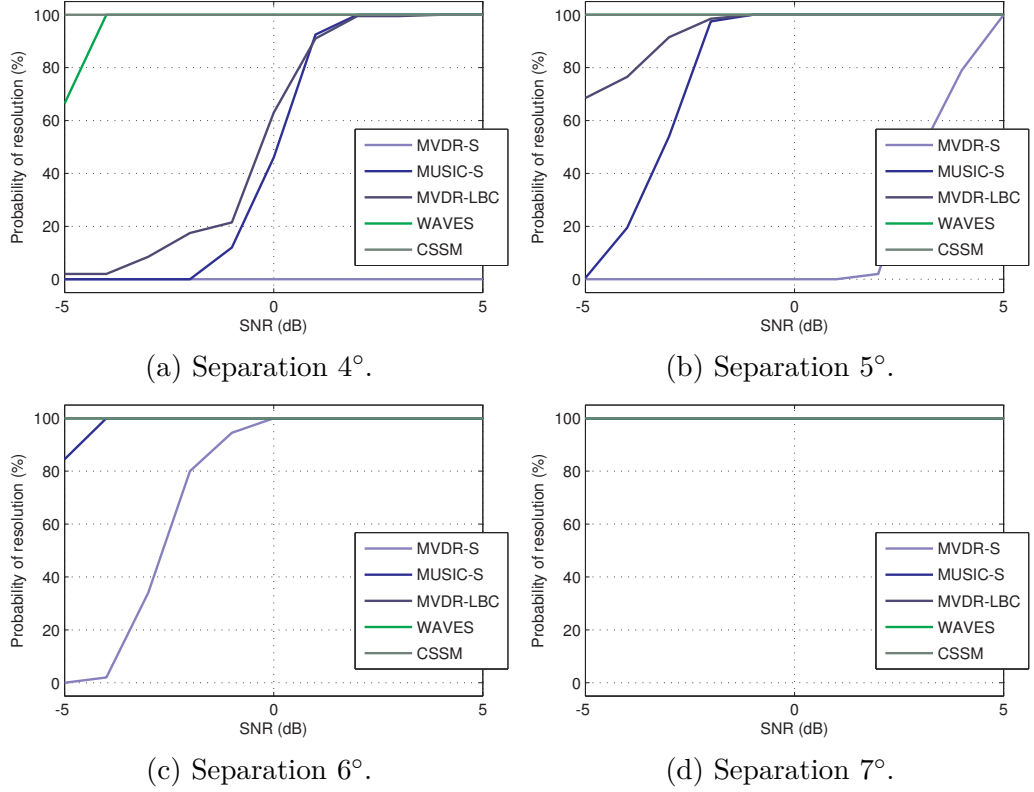 100
80
60
40
20
0
Probability of resolution (%)
-5 0 5
SNR (dB)
MVDR-S
MUSIC-S
MVDR-LBC
WAVES
CSSM
(a) Separation 4°.
100
80
60
40
20
0
Probability of resolution (%)
-5 0 5
SNR (dB)
MVDR-S
MUSIC-S
MVDR-LBC
WAVES
CSSM
(b) Separation 5°.
100
80
60
40
20
0
Probability of resolution (%)
-5 0 5
SNR (dB)
MVDR-S
MUSIC-S
MVDR-LBC
WAVES
CSSM
(c) Separation 6°.
100
80
60
40
20
0
Probability of resolution (%)
-5 0 5
SNR (dB)
MVDR-S
MUSIC-S
MVDR-LBC
WAVES
CSSM
(d) Separation 7°.